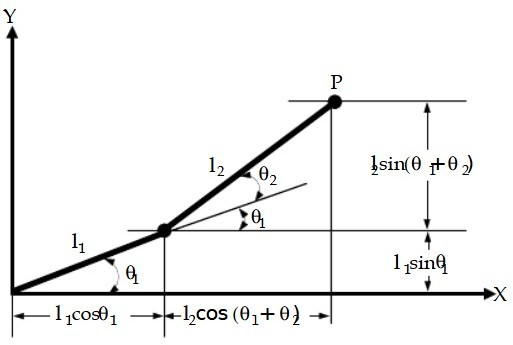 Y
P
l₂
θ₂
l₂sin(θ₁+θ₂)
l₁
θ₁
θ₁
l₁sinθ₁
X
l₁cosθ₁
l₂cos (θ₁+ θ₂)